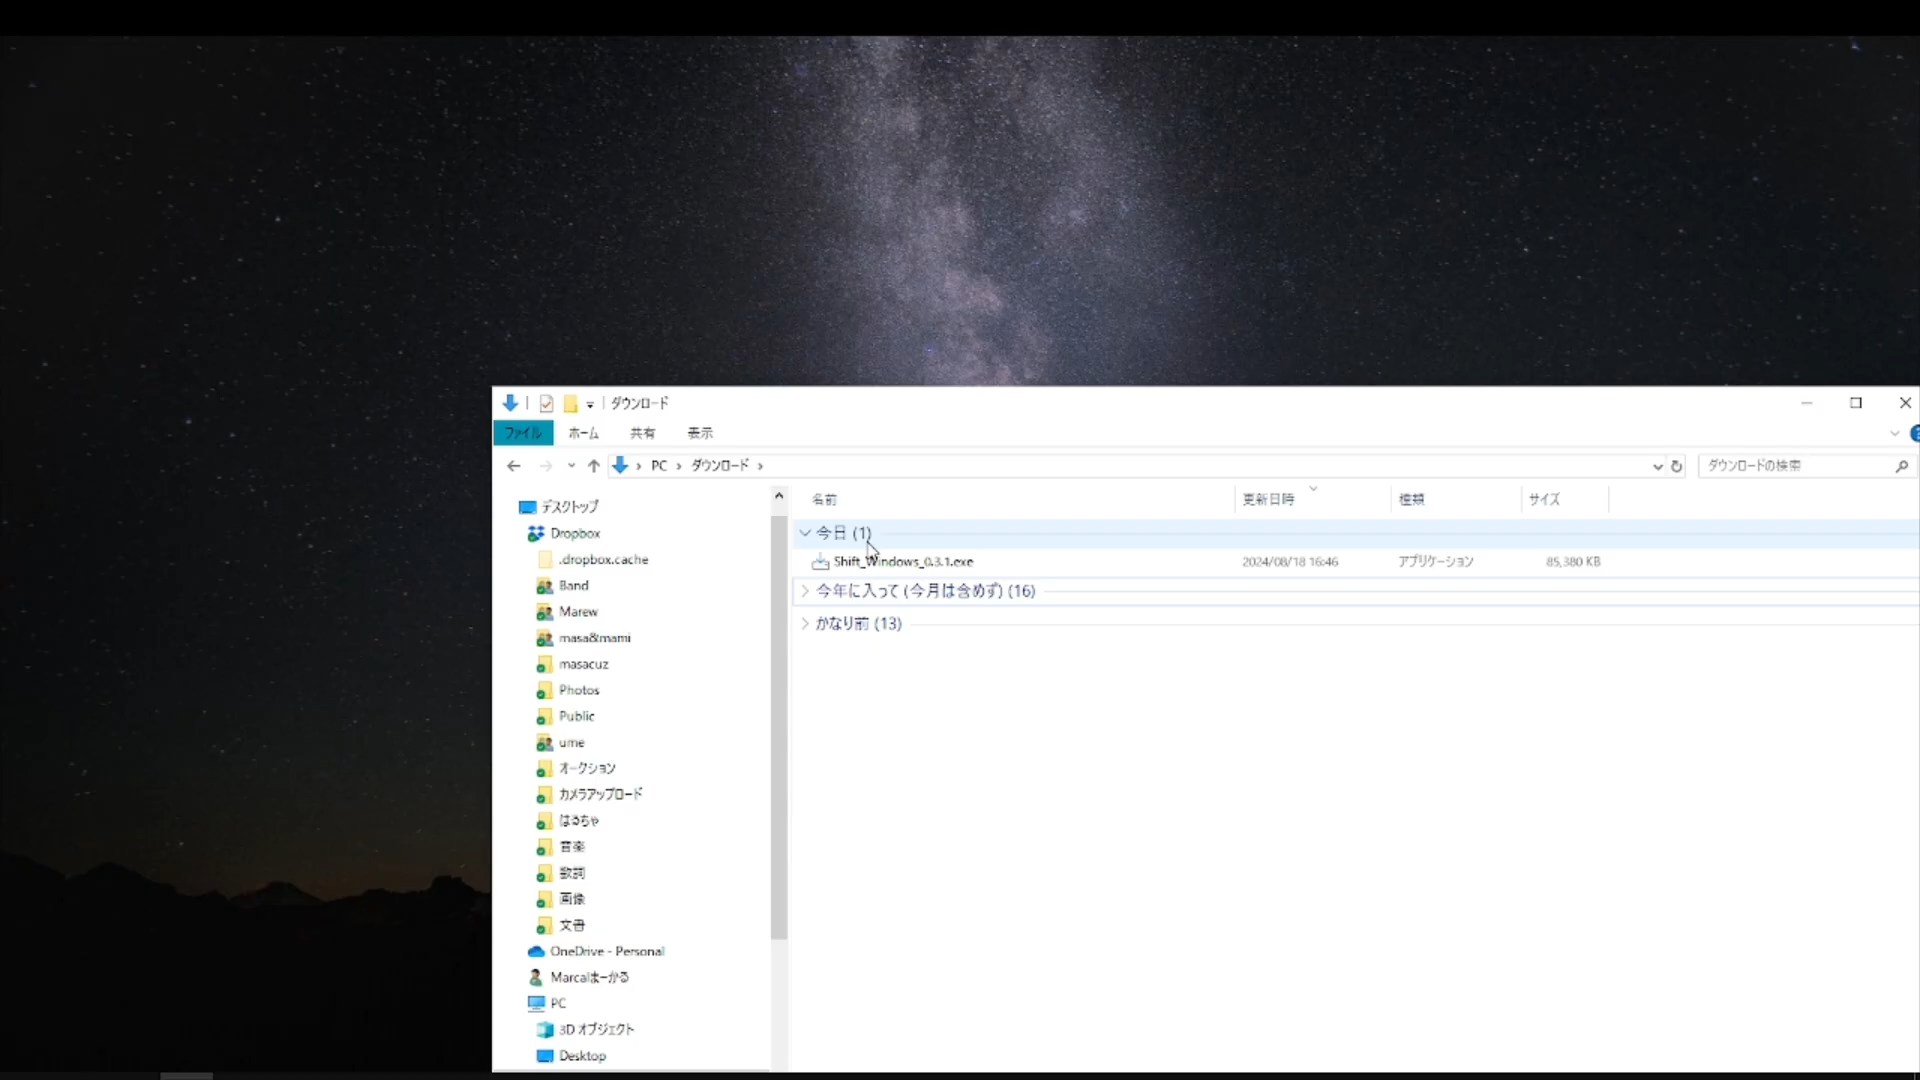 ダウンロード
ファイル ホーム 共有 表示
PC ダウンロード
ダウンロードの検索
名前 更新日時 種類 サイズ
今日 (1)
Shift_Windows_0.3.1.exe 2024/08/18 16:46 アプリケーション 85,380 KB
今年に入って (今月は含めず) (16)
かなり前 (13)
デスクトップ
Dropbox
.dropbox.cache
Band
Marew
masa&mami
masacuz
Photos
Public
ume
オークション
カメラアップロード
はるちゃ
音楽
歌詞
画像
文書
OneDrive - Personal
Marcalまーかる
PC
3D オブジェクト
Desktop